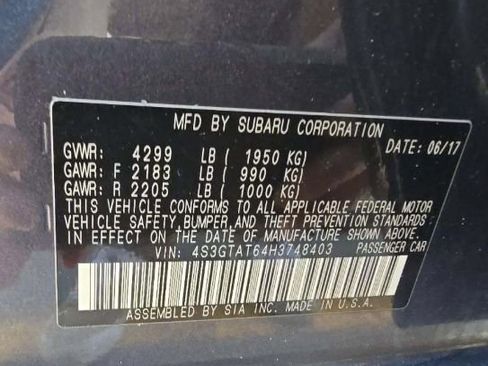 MFD BY SUBARU CORPORATION
GVWR: 4299 LB ( 1950 KG) DATE: 06/17
GAWR: F 2183 LB ( 990 KG)
GAWR: R 2205 LB ( 1000 KG)
THIS VEHICLE CONFORMS TO ALL APPLICABLE FEDERAL MOTOR
VEHICLE SAFETY, BUMPER, AND THEFT PREVENTION STANDARDS
IN EFFECT ON THE DATE OF MANUFACTURE SHOWN ABOVE.
VIN: 4S3GTAT64H3748403 PASSENGER CAR
ASSEMBLED BY SIA INC. MADE IN U.S.A.